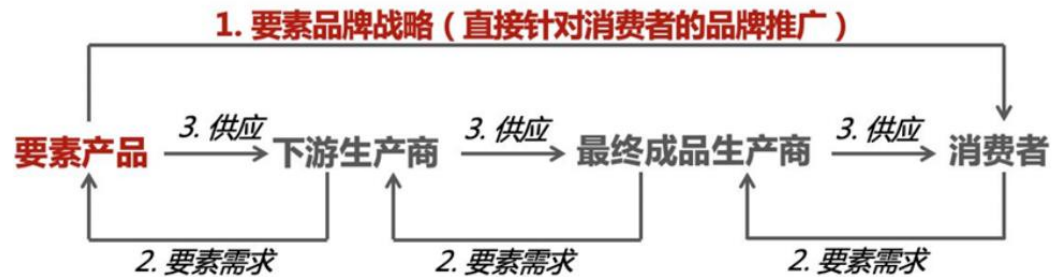 1. 要素品牌战略（直接针对消费者的品牌推广）
3. 供应
3. 供应
3. 供应
要素产品
下游生产商
最终成品生产商
消费者
2. 要素需求
2. 要素需求
2. 要素需求